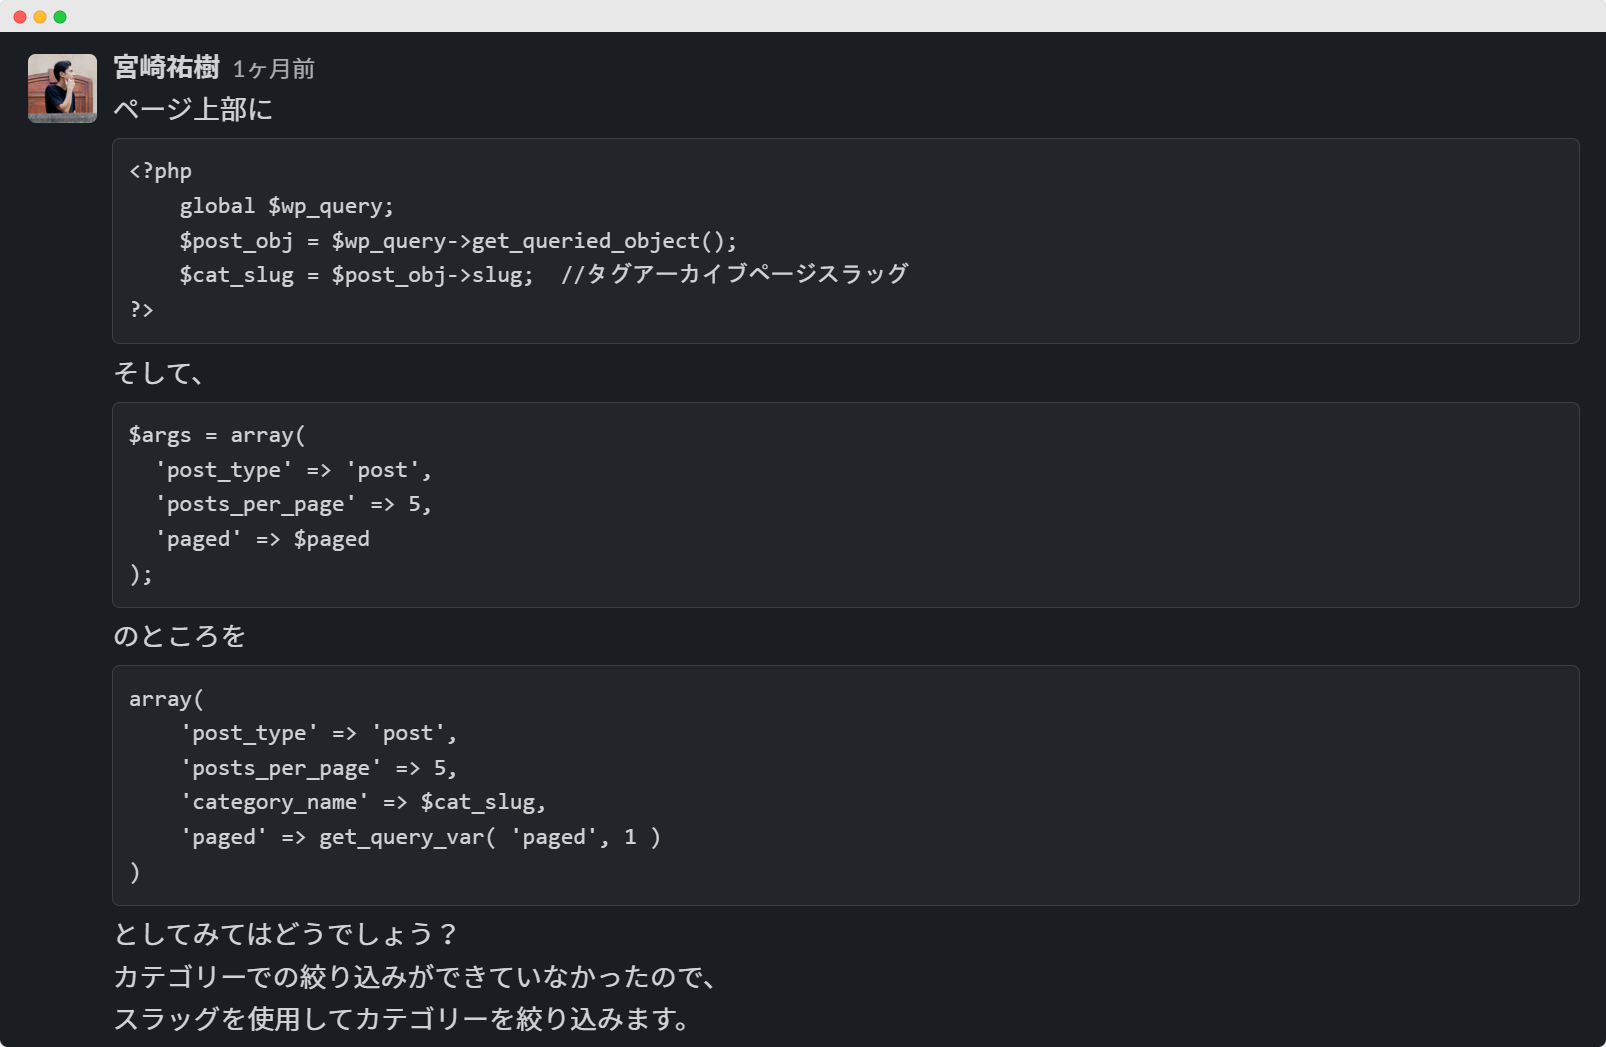 宮崎祐樹 1ヶ月前
ページ上部に
<?php
    global $wp_query;
    $post_obj = $wp_query->get_queried_object();
    $cat_slug = $post_obj->slug;  //タグアーカイブページスラッグ
?>
そして、
$args = array(
  'post_type' => 'post',
  'posts_per_page' => 5,
  'paged' => $paged
);
のところを
array(
    'post_type' => 'post',
    'posts_per_page' => 5,
    'category_name' => $cat_slug,
    'paged' => get_query_var( 'paged', 1 )
)
としてみてはどうでしょう？
カテゴリーでの絞り込みができていなかったので、
スラッグを使用してカテゴリーを絞り込みます。